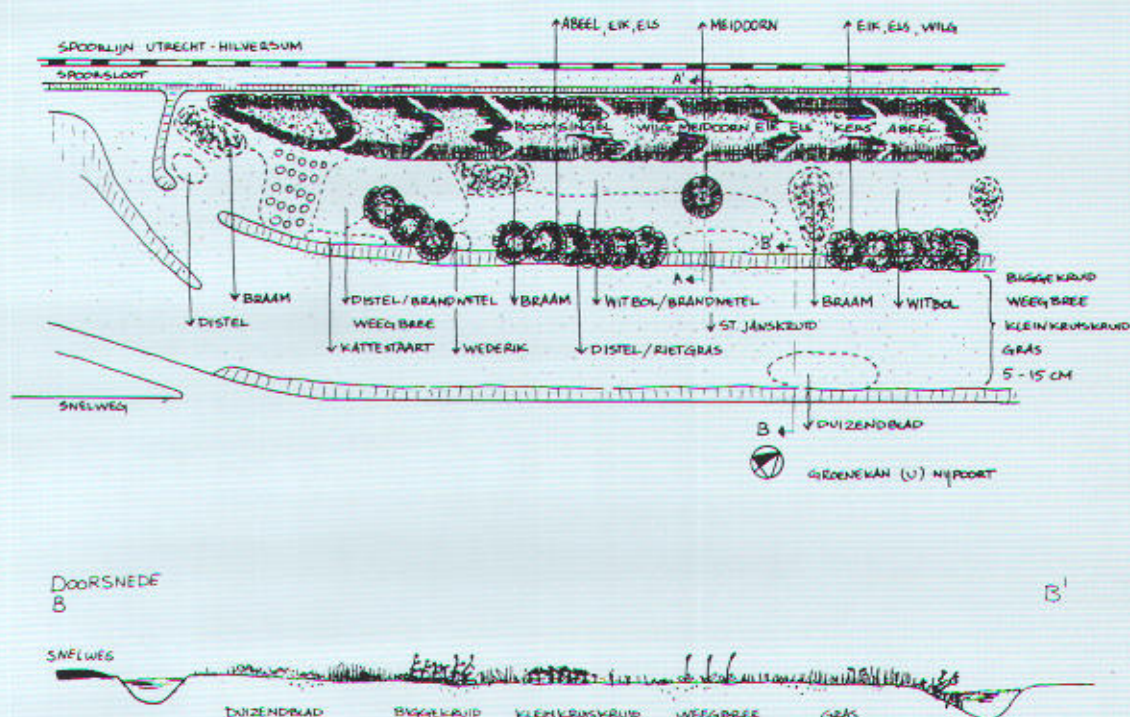 ABEEL, EIK, ELS
MEIDOORN
EIK, ELS, WILG
SPOORLIJN UTRECHT-HILVERSUM
SPOORSLOOT
A'
BOOMSINGEL WILG MEIDOORN EIK ELS KERS ABEEL
B'
A
BRAAM
DISTEL/BRANDNETEL
WEEGBREE
BRAAM
WITBOL/BRANDNETEL
BRAAM
WITBOL
DISTEL
ST. JANSKRUID
KATTESTAART
WEDERIK
DISTEL/RIETGRAS
BIGGEKRUID
WEEGBREE
KLEINKRUISKRUID
GRAS
5 - 15 CM
SNELWEG
B
DUIZENDBLAD
GROENEKAN (U) NYPOORT
DOORSNEDE
B
B'
SNELWEG
DUIZENDBLAD
BIGGEKRUID
KLEINKRUISKRUID
WEEGBREE
GRAS